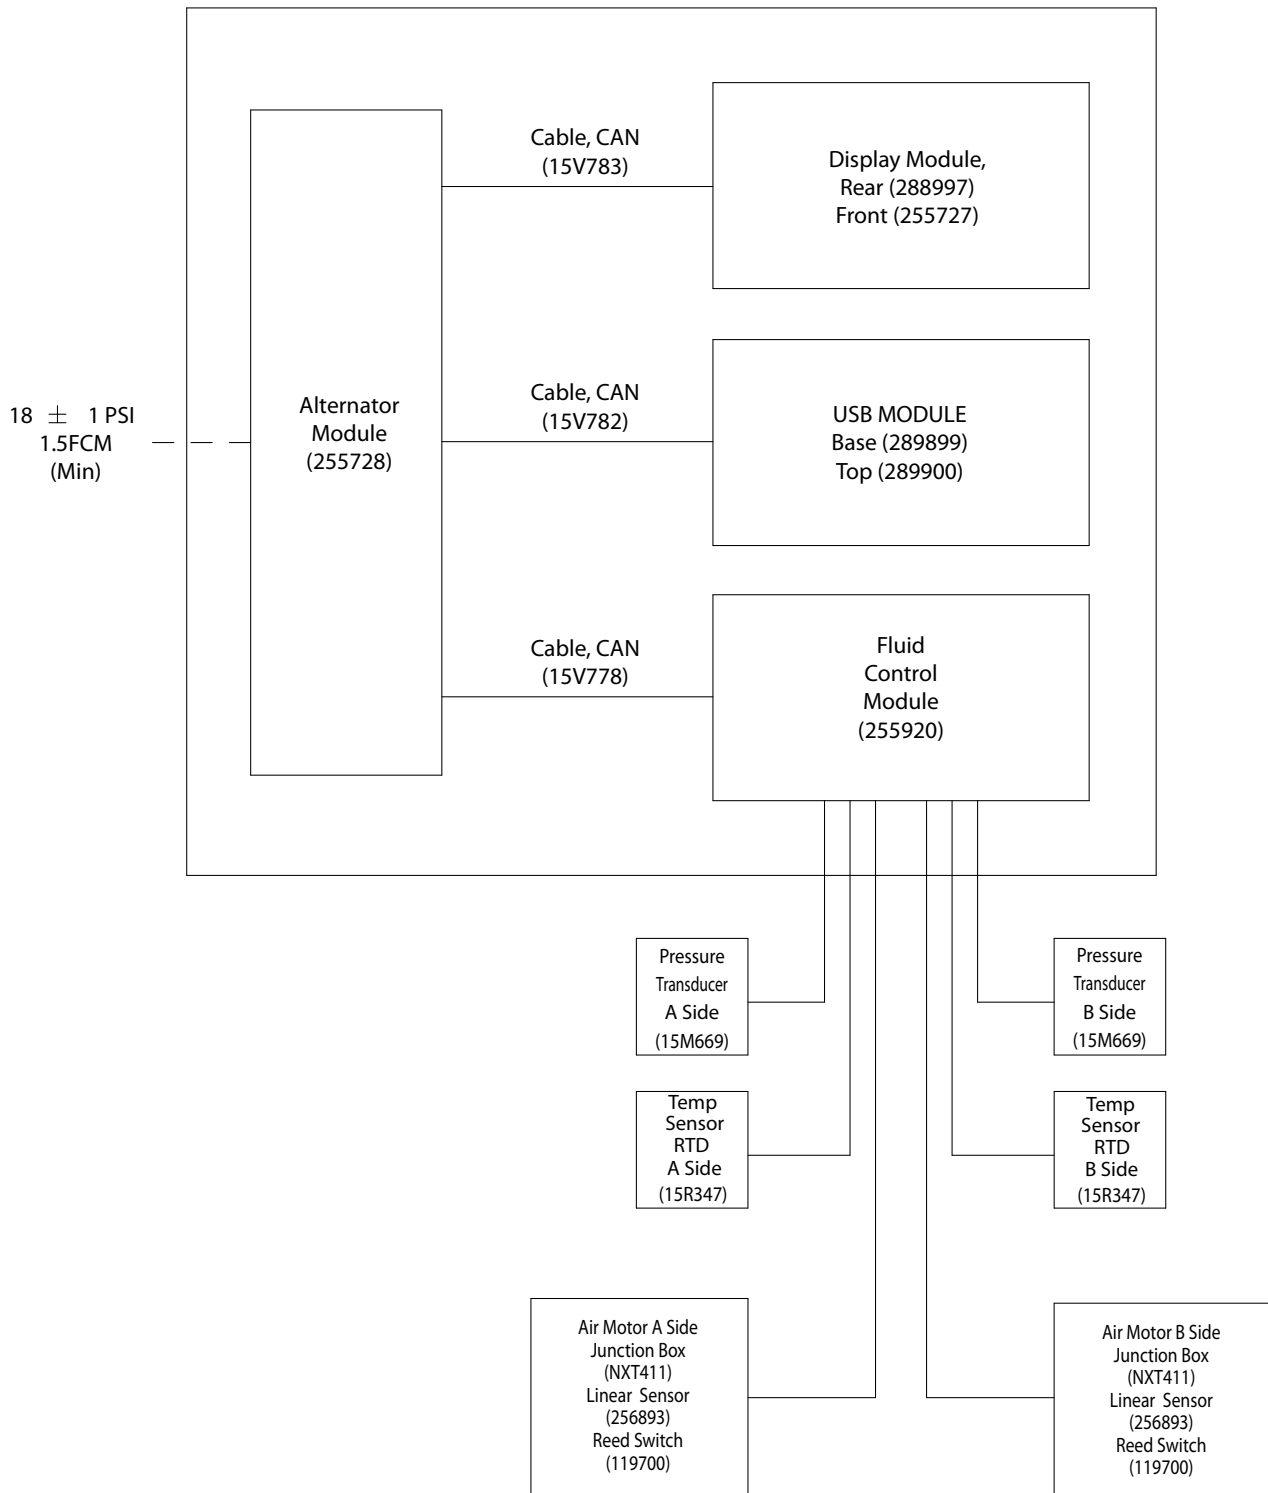 Cable, CAN
(15V783)
Display Module,
Rear (288997)
Front (255727)
18 ± 1 PSI
1.5FCM
(Min)
Alternator
Module
(255728)
Cable, CAN
(15V782)
USB MODULE
Base (289899)
Top (289900)
Cable, CAN
(15V778)
Fluid
Control
Module
(255920)
Pressure
Transducer
A Side
(15M669)
Pressure
Transducer
B Side
(15M669)
Temp
Sensor
RTD
A Side
(15R347)
Temp
Sensor
RTD
B Side
(15R347)
Air Motor A Side
Junction Box
(NXT411)
Linear Sensor
(256893)
Reed Switch
(119700)
Air Motor B Side
Junction Box
(NXT411)
Linear Sensor
(256893)
Reed Switch
(119700)